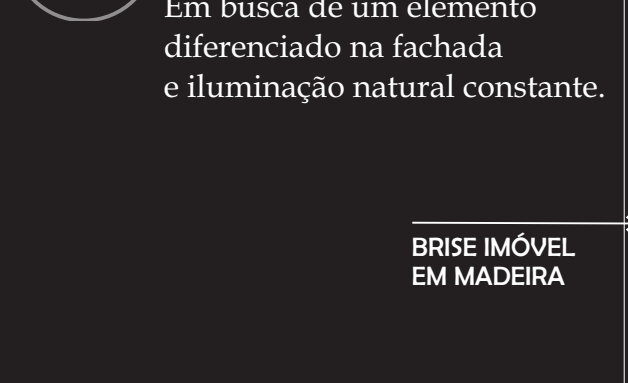 Em busca de um elemento
diferenciado na fachada
e iluminação natural constante.
BRISE IMÓVEL
EM MADEIRA